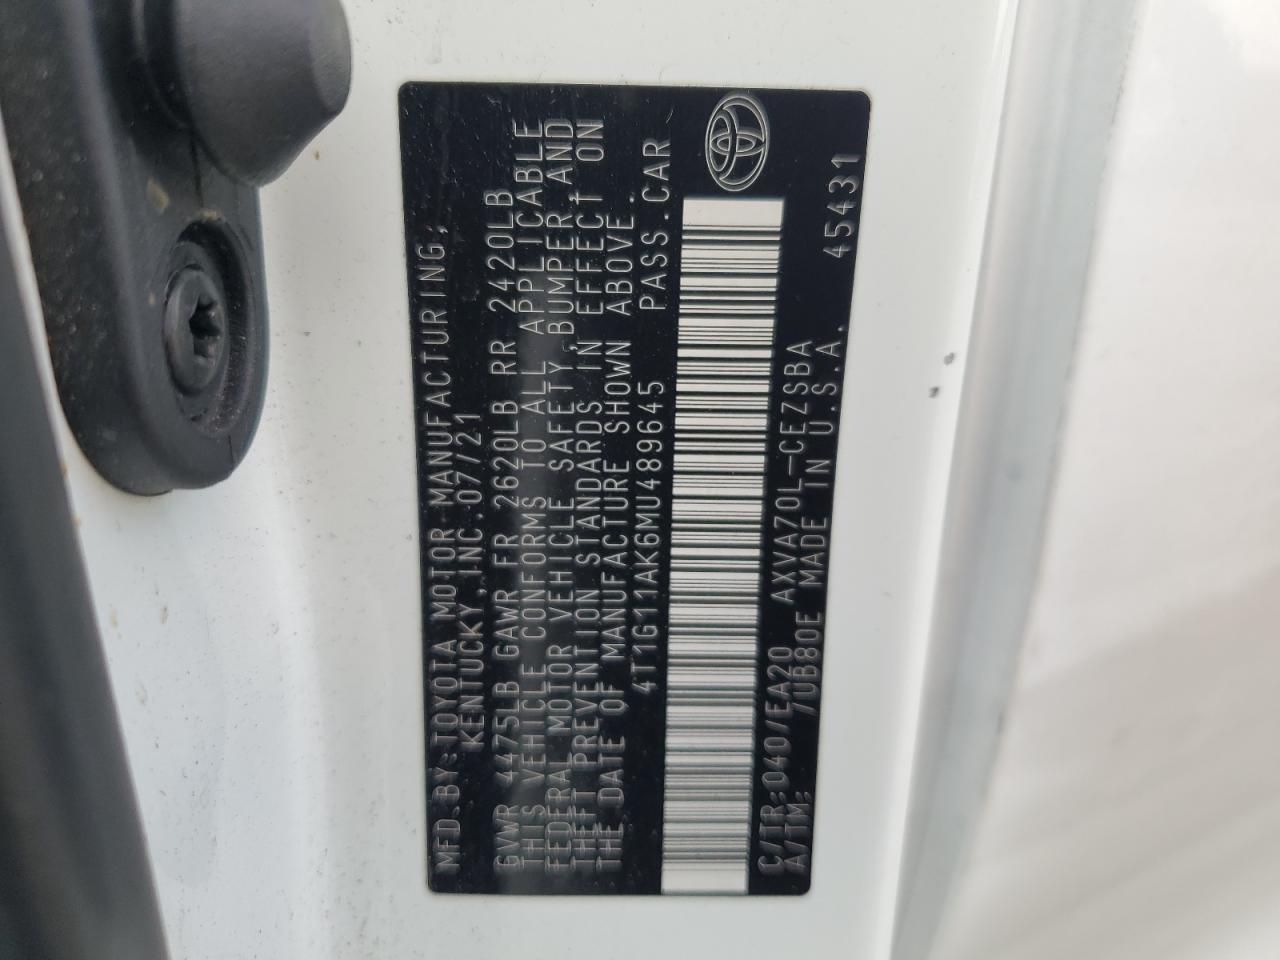 MFD.BY:TOYOTA MOTOR MANUFACTURING,
KENTUCKY,INC.07/21
GVWR 4475LB GAWR FR 2620LB RR 2420LB
THIS VEHICLE CONFORMS TO ALL APPLICABLE
FEDERAL MOTOR VEHICLE SAFETY,BUMPER,AND
THEFT PREVENTION STANDARDS IN EFFECT ON
THE DATE OF MANUFACTURE SHOWN ABOVE.
4T1G11AK6MU489645 PASS.CAR
C/TR:040/EA20 AXVA70L-CEZSBA
A/TM: /UB80E MADE IN U.S.A. 45431